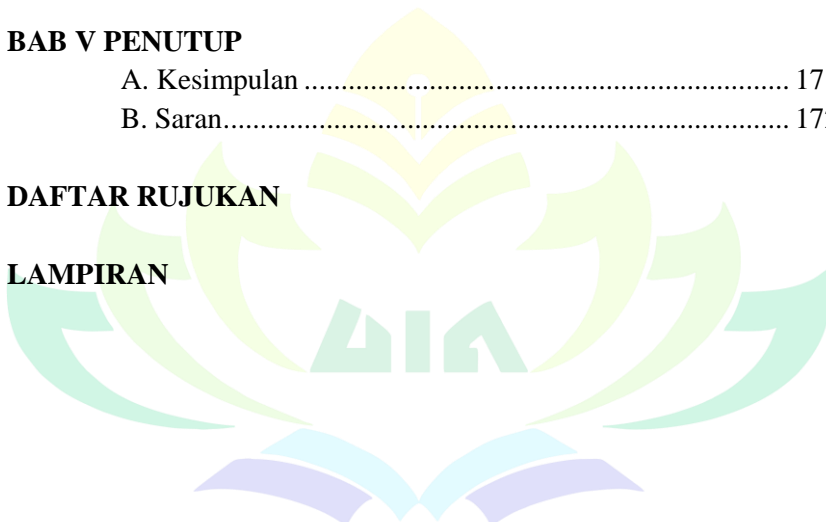 BAB V PENUTUP
A. Kesimpulan .................................................................. 17
B. Saran............................................................................. 17
DAFTAR RUJUKAN
LAMPIRAN